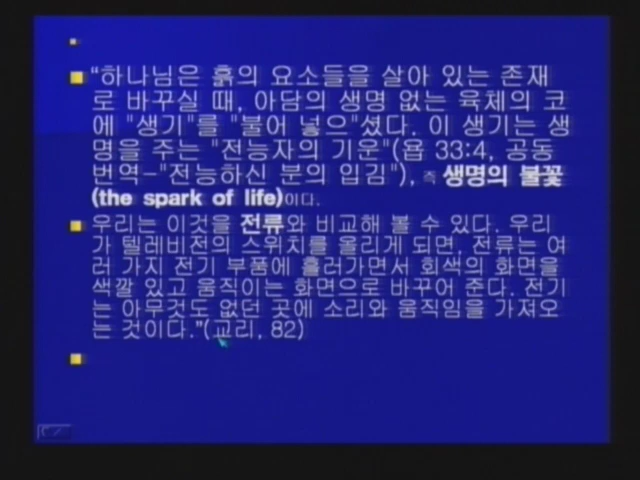 “하나님은 흙의 요소들을 살아 있는 존재
로 바꾸실 때, 아담의 생명 없는 육체의 코
에 "생기"를 "불어 넣으"셨다. 이 생기는 생
명을 주는 "전능자의 기운"(욥 33:4, 공동
번역-"전능하신 분의 입김"), 즉 생명의 불꽃
(the spark of life)이다.
우리는 이것을 전류와 비교해 볼 수 있다. 우리
가 텔레비전의 스위치를 올리게 되면, 전류는 여
러 가지 전기 부품에 흘러가면서 회색의 화면을
색깔 있고 움직이는 화면으로 바꾸어 준다. 전기
는 아무것도 없던 곳에 소리와 움직임을 가져오
는 것이다.”(교리, 82)